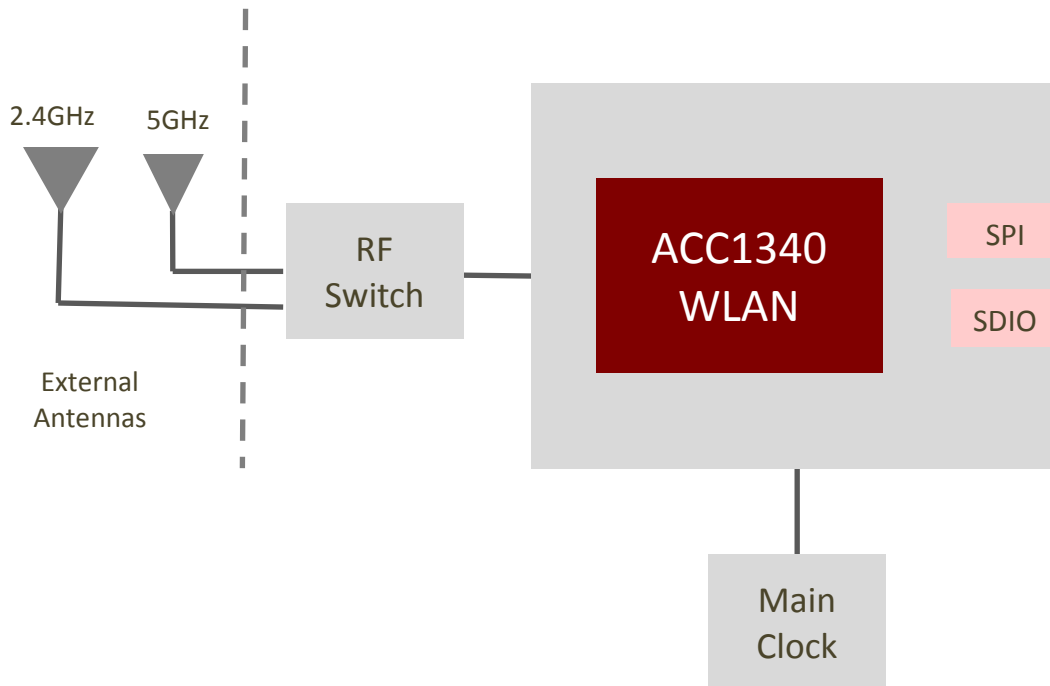 2.4GHz
5GHz
RF
Switch
ACC1340
WLAN
SPI
SDIO
External
Antennas
Main
Clock